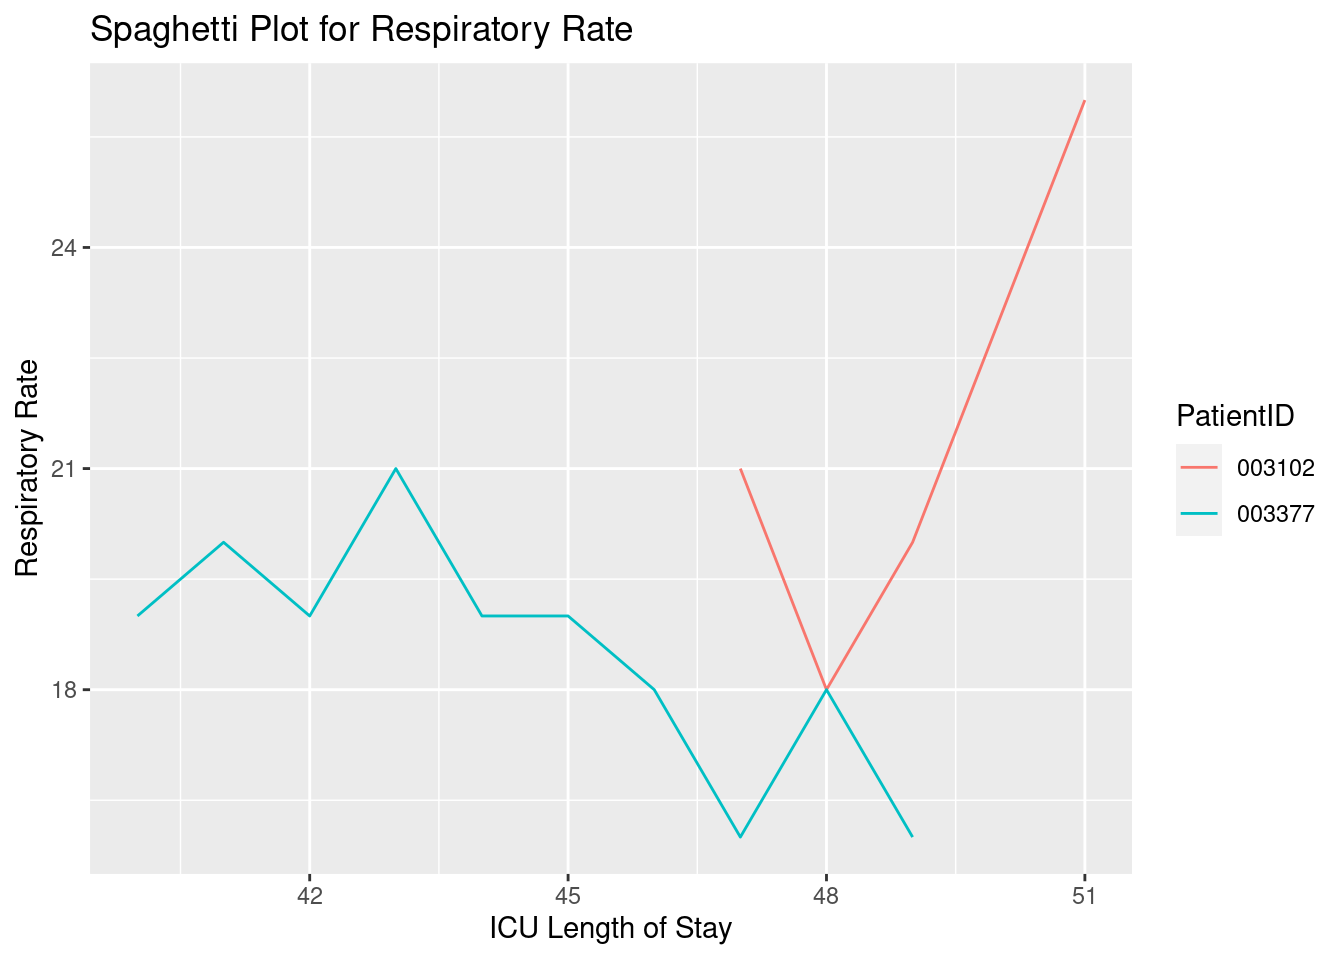 Spaghetti Plot for Respiratory Rate
Respiratory Rate
24
21
18
42
45
48
51
ICU Length of Stay
PatientID
003102
003377